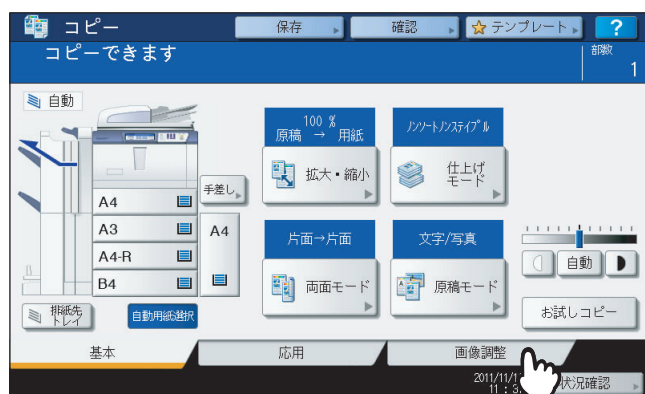 コピー
保存
確認
テンプレート
?
コピーできます
部数
1
自動
100 %
原稿 → 用紙
ノンソートノンステイプル
拡大・縮小
仕上げ
モード
手差し
A4
A3
A4
A4-R
B4
片面→片面
文字/写真
両面モード
原稿モード
自動
排紙先
トレイ
自動用紙選択
お試しコピー
基本
応用
画像調整
2011/11/1
11 : 3
状況確認